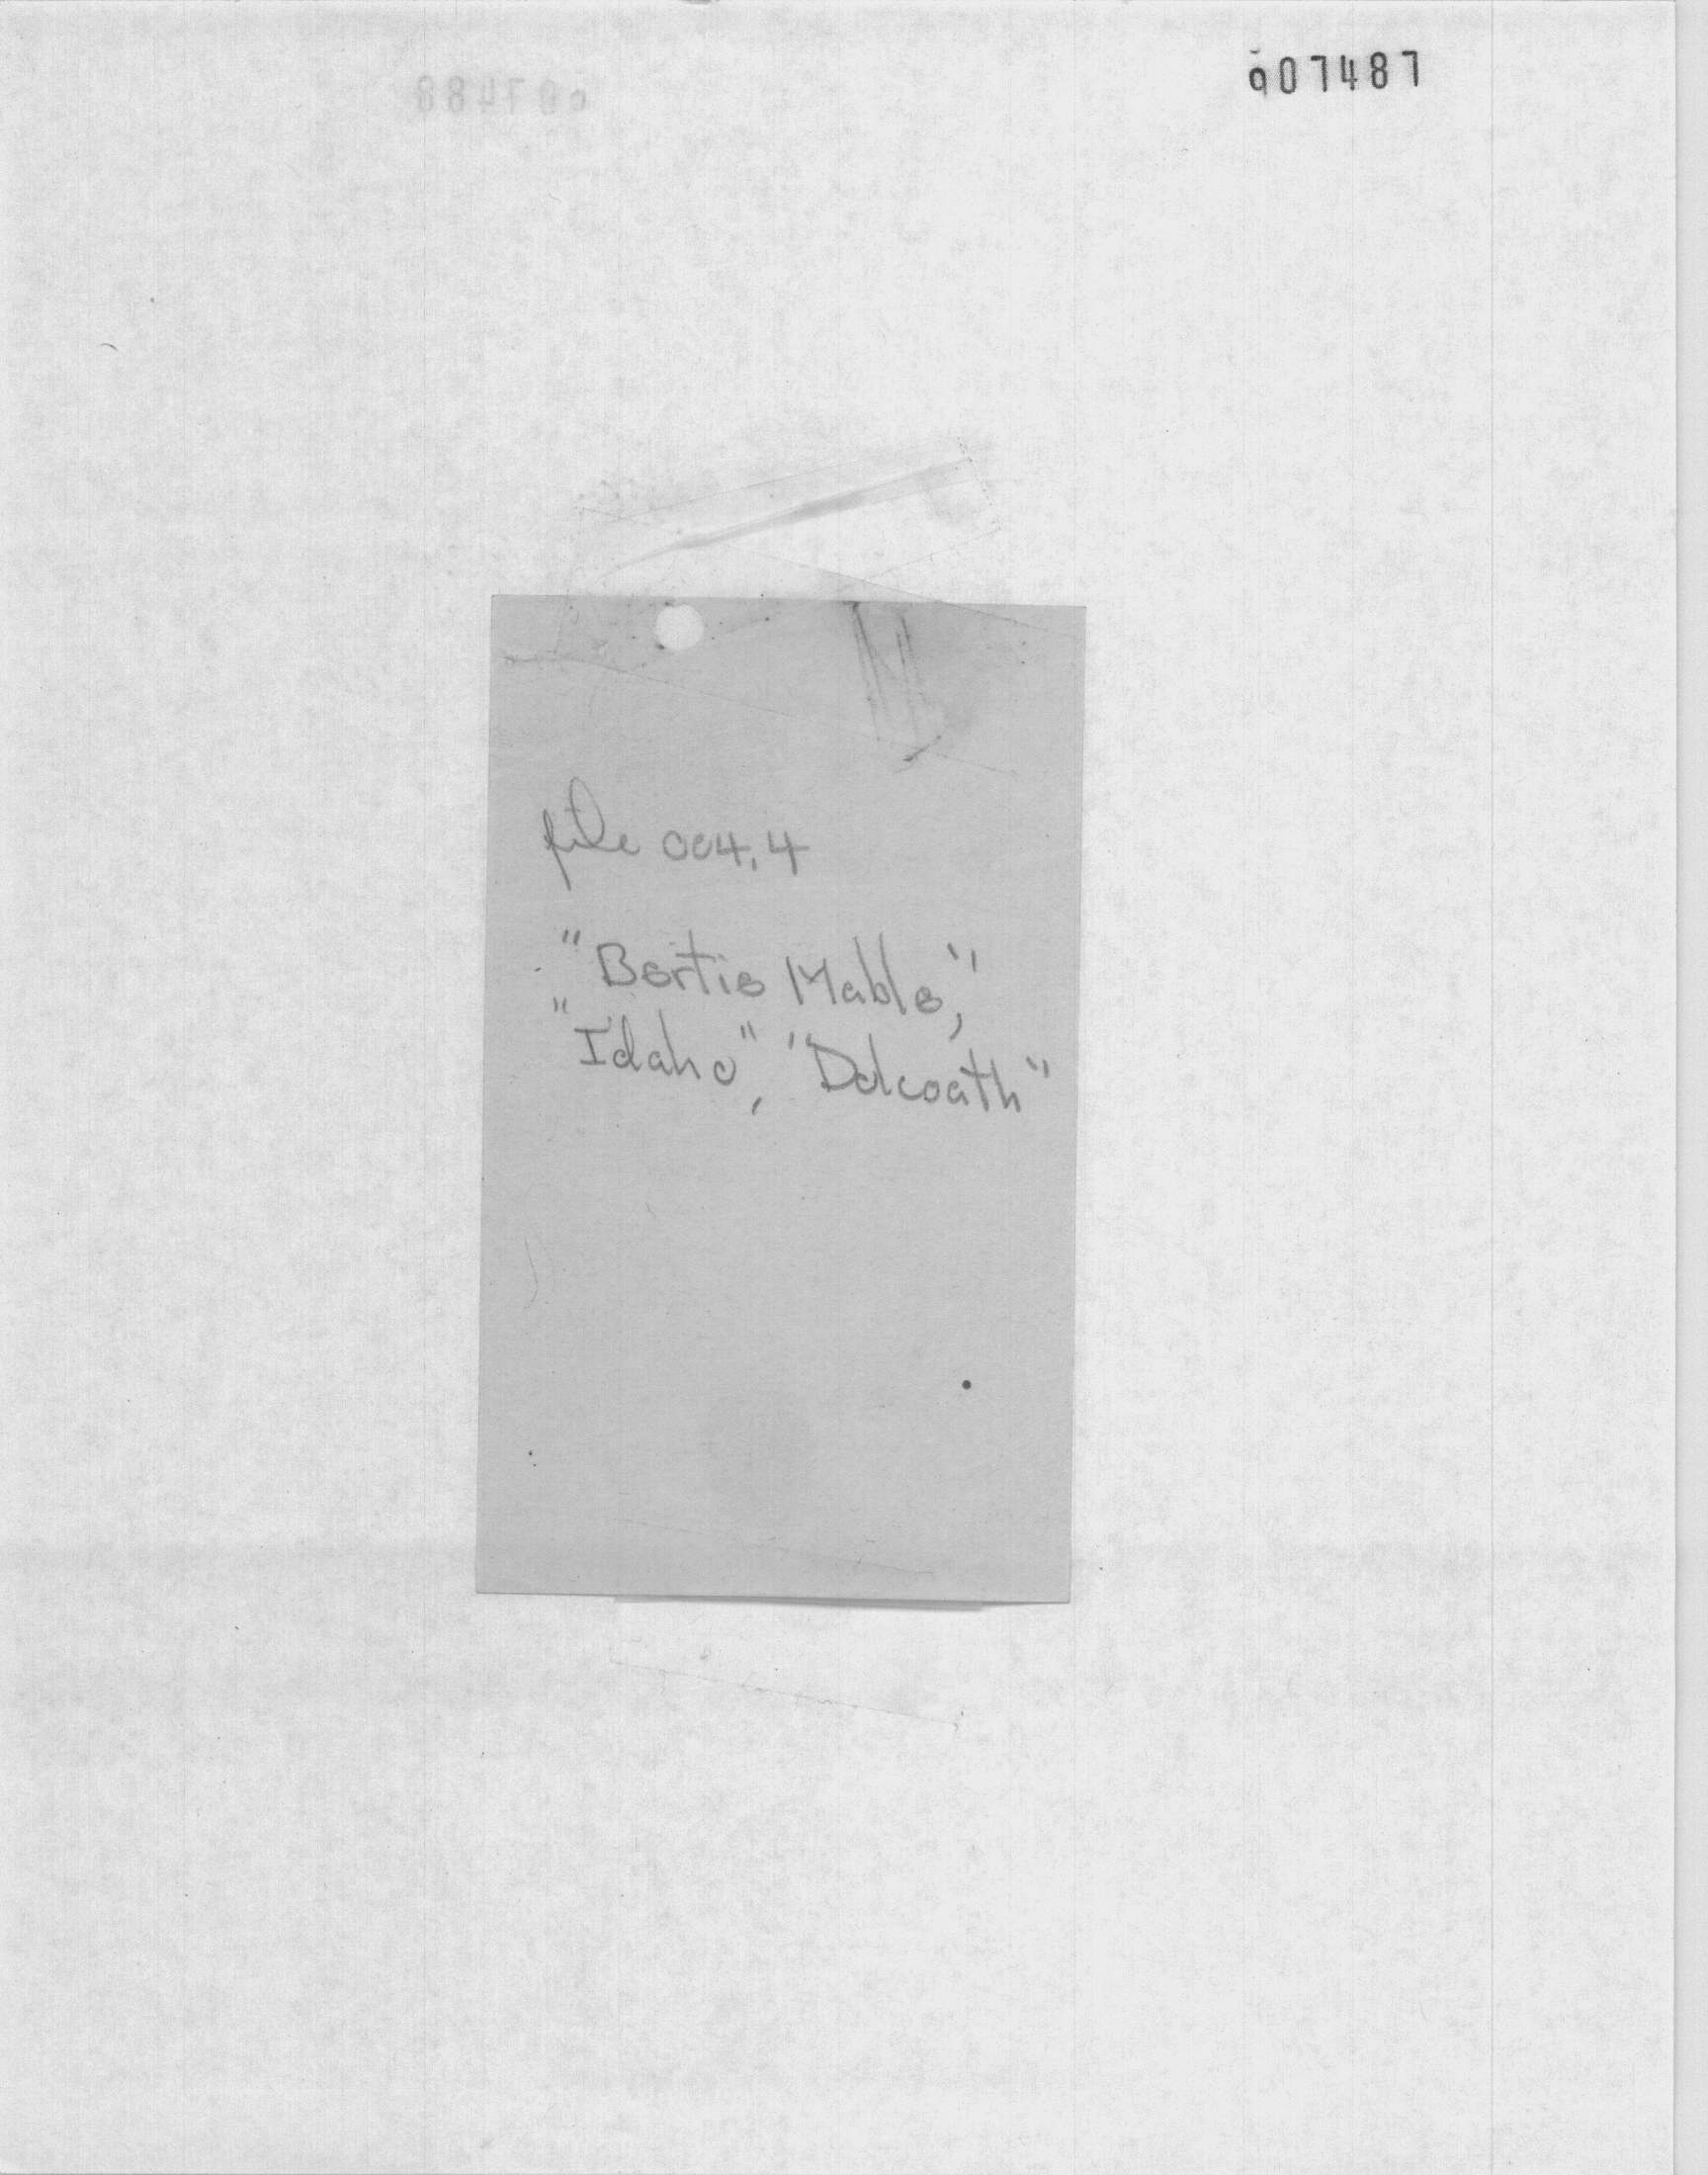 007487
file 004.4
"Bertie Mable,"
"Idaho", "Dolcoath"